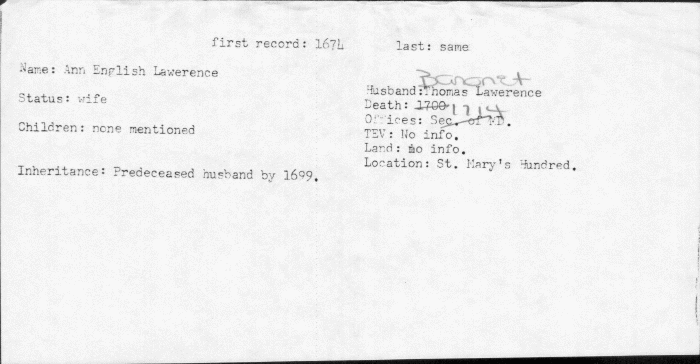 first record: 1674 last: same
Name: Ann English Lawerence
Status: wife
Children: none mentioned
Inheritance: Predeceased husband by 1699.
Baronet
Husband: Thomas Lawerence
Death: 1700 1714
Offices: Sec. of MD.
TEV: No info.
Land: no info.
Location: St. Mary's Hundred.